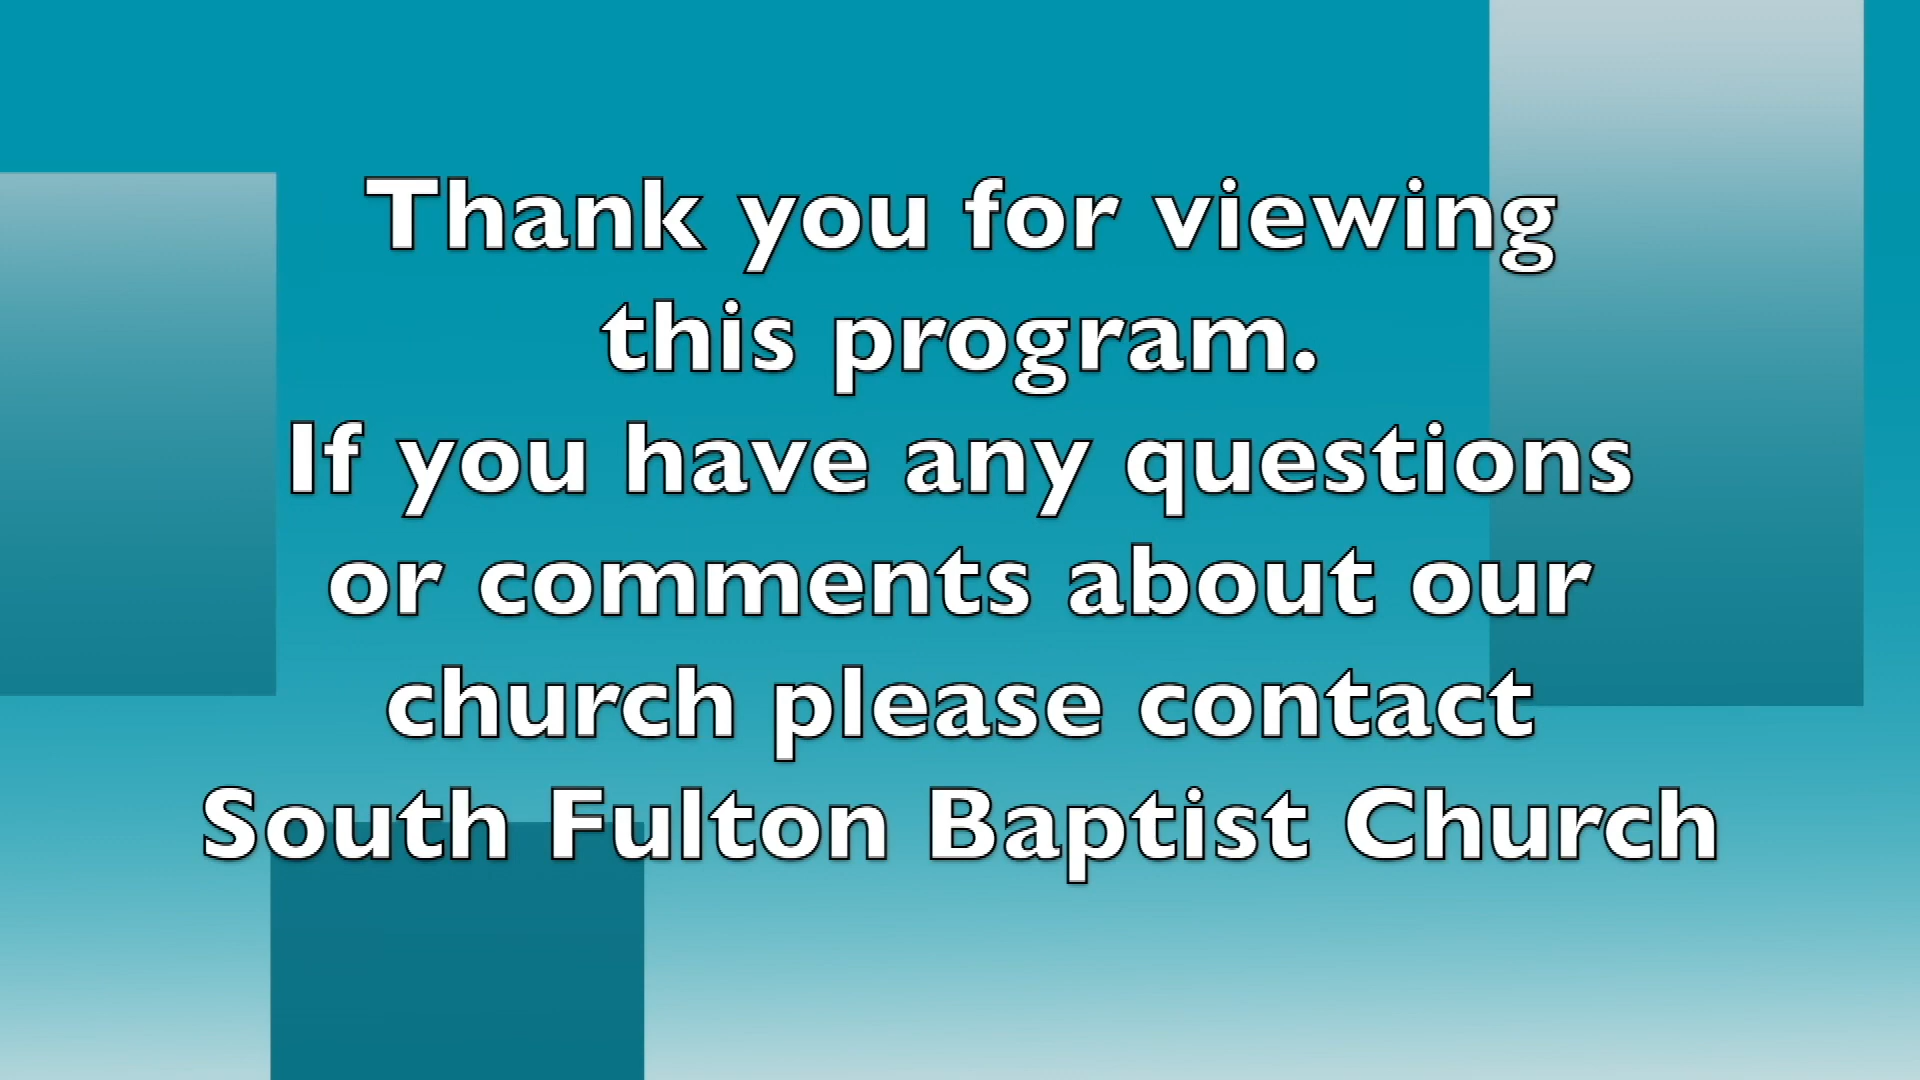 Thank you for viewing
this program.
If you have any questions
or comments about our
church please contact
South Fulton Baptist Church